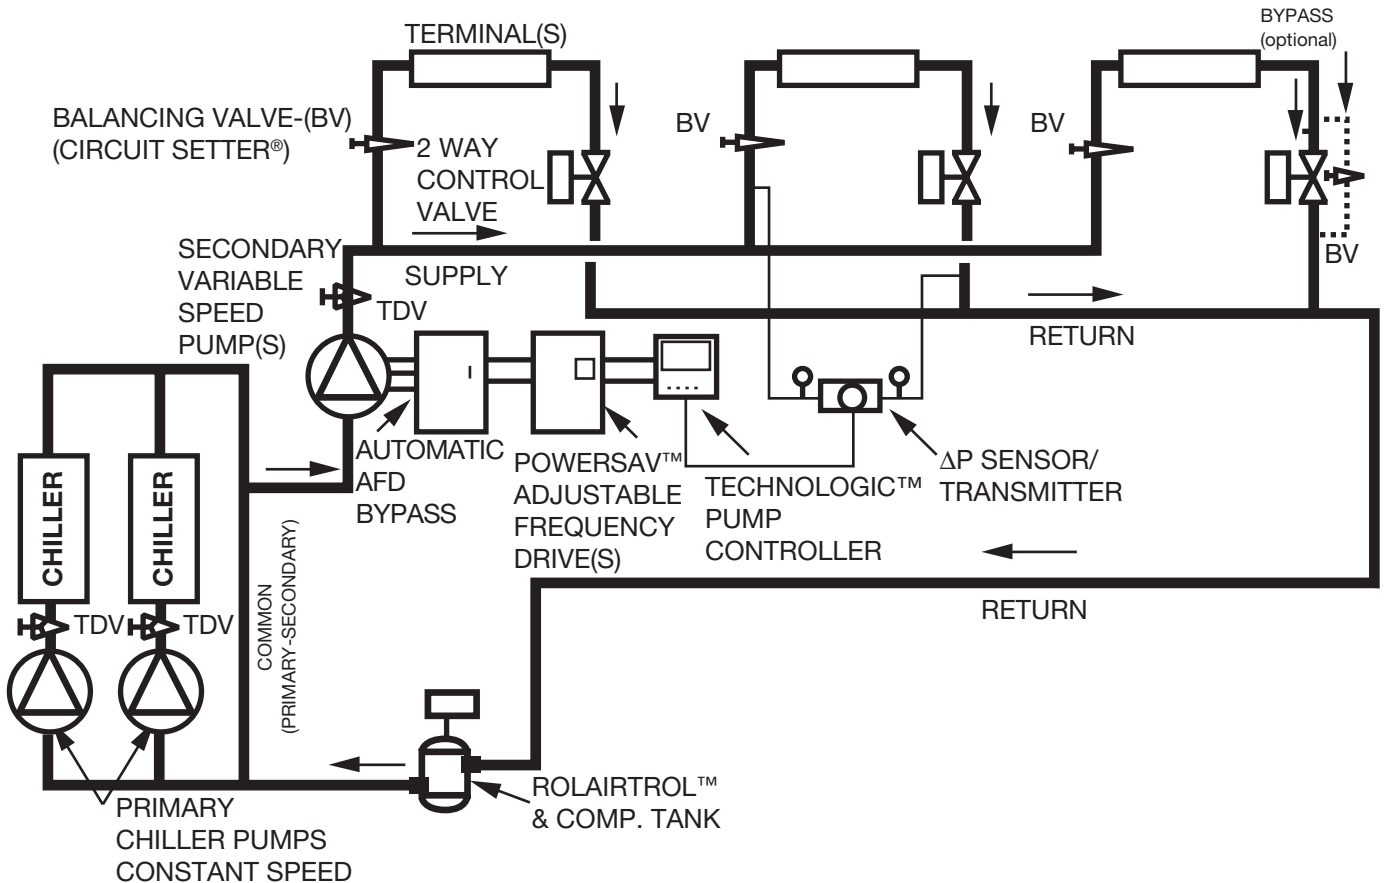 TERMINAL(S)
BYPASS
(optional)
BALANCING VALVE-(BV)
(CIRCUIT SETTER®)
2 WAY
CONTROL
VALVE
BV
BV
BV
SECONDARY
VARIABLE
SPEED
PUMP(S)
SUPPLY
TDV
RETURN
AUTOMATIC
AFD
BYPASS
POWERSAV™
ADJUSTABLE
FREQUENCY
DRIVE(S)
TECHNOLOGIC™
PUMP
CONTROLLER
ΔP SENSOR/
TRANSMITTER
CHILLER
CHILLER
TDV
TDV
COMMON
(PRIMARY-SECONDARY)
RETURN
ROLAIRTROL™
& COMP. TANK
PRIMARY
CHILLER PUMPS
CONSTANT SPEED